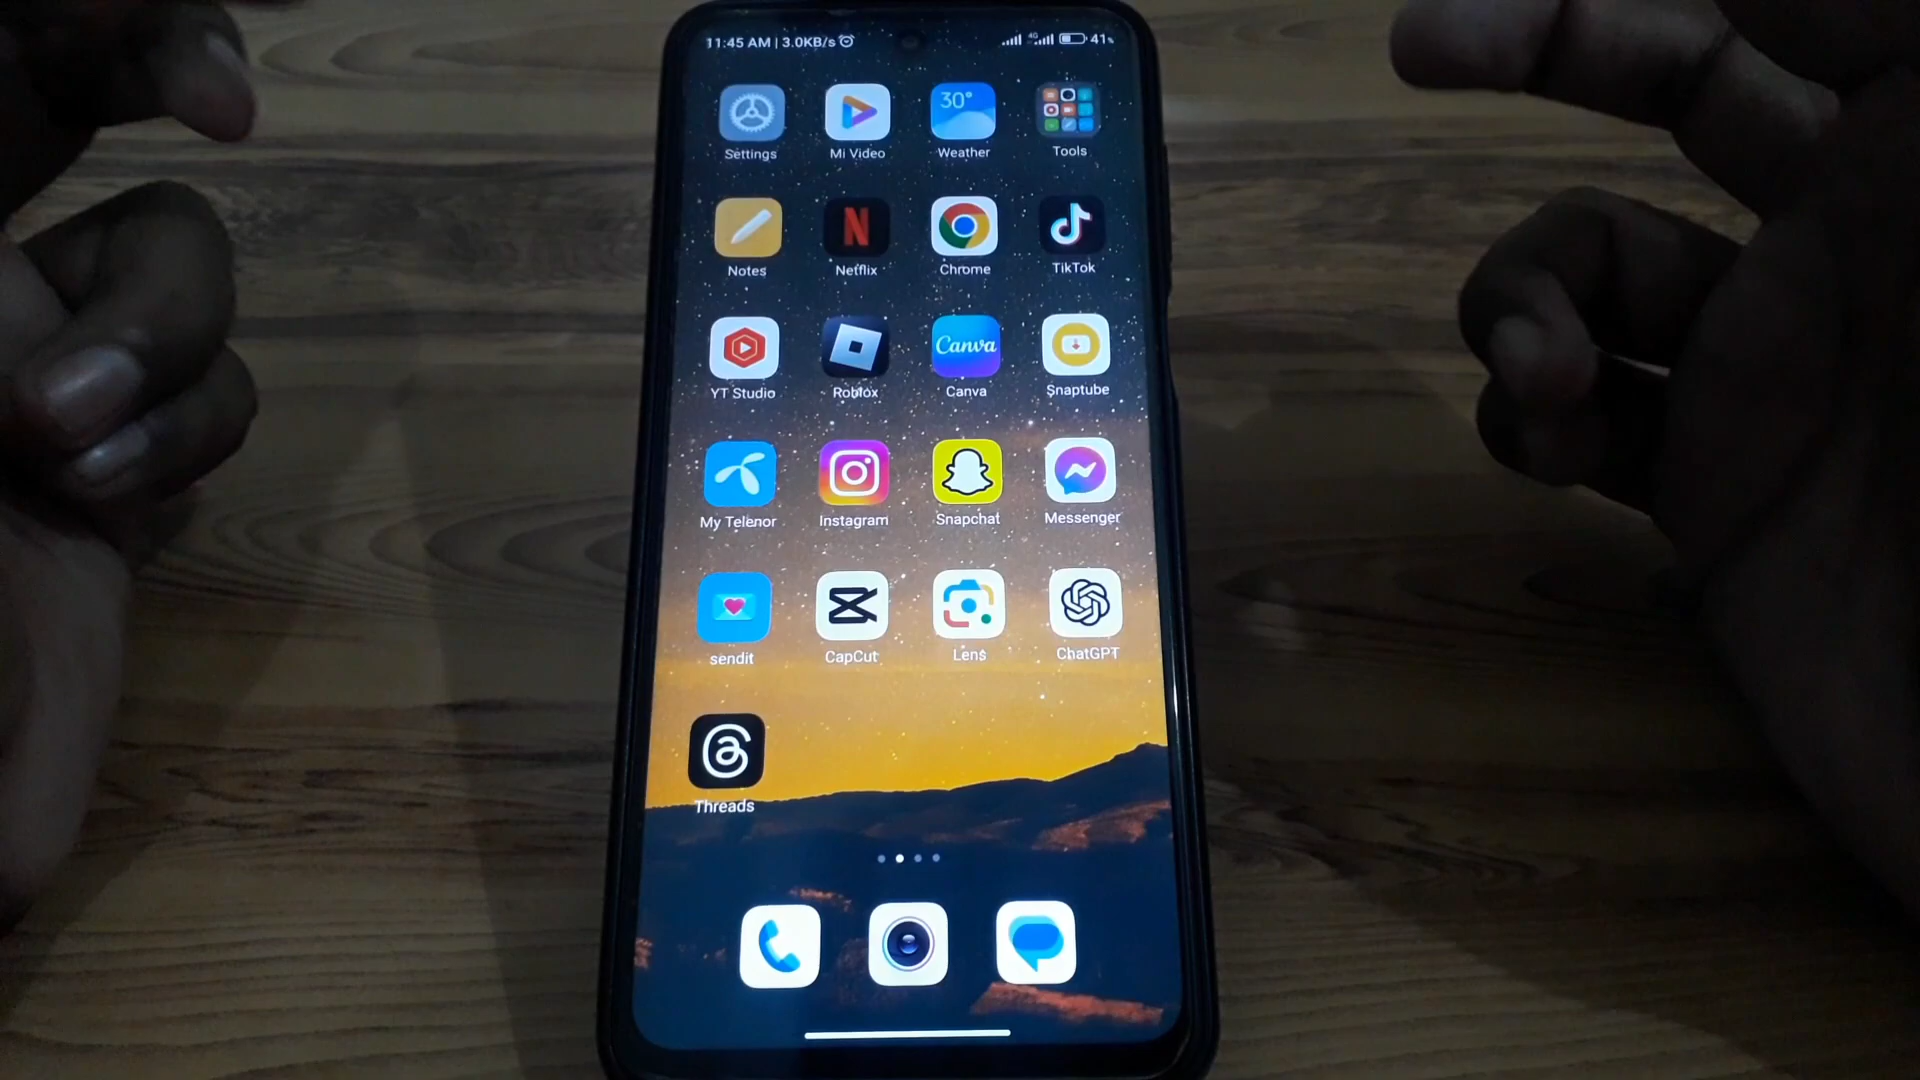 11:45 AM | 3.0KB/s 4G 41%
30°
Settings Mi Video Weather Tools
N
Notes Netflix Chrome TikTok
Canva
YT Studio Roblox Canva Snaptube
My Telenor Instagram Snapchat Messenger
sendit CapCut Lens ChatGPT
Threads